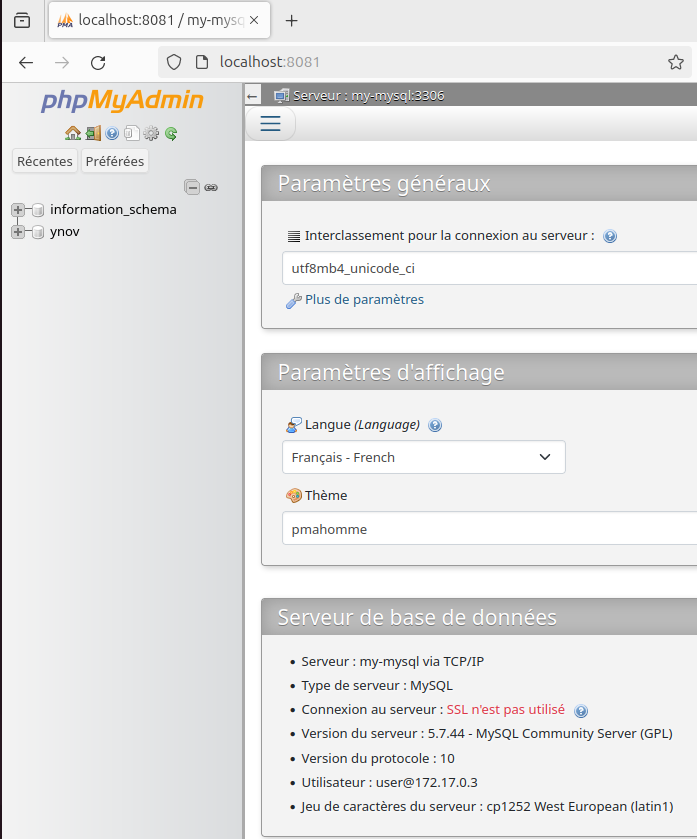 localhost:8081 / my-mysq
localhost:8081
phpMyAdmin
Récentes Préférées
information_schema
ynov
Serveur : my-mysql:3306
Paramètres généraux
Interclassement pour la connexion au serveur :
utf8mb4_unicode_ci
Plus de paramètres
Paramètres d'affichage
Langue (Language)
Français - French
Thème
pmahomme
Serveur de base de données
Serveur : my-mysql via TCP/IP
Type de serveur : MySQL
Connexion au serveur : SSL n'est pas utilisé
Version du serveur : 5.7.44 - MySQL Community Server (GPL)
Version du protocole : 10
Utilisateur : user@172.17.0.3
Jeu de caractères du serveur : cp1252 West European (latin1)